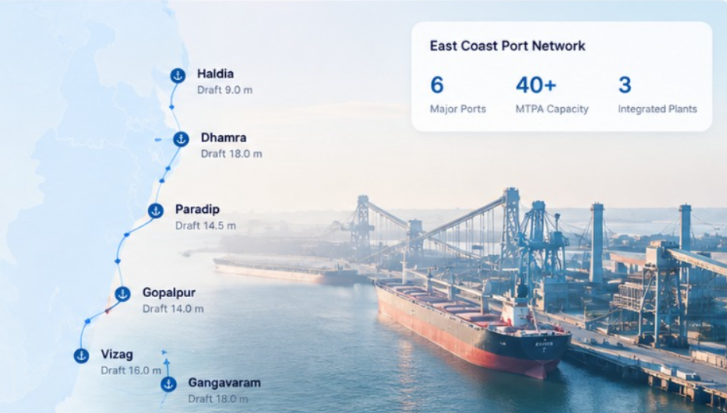 East Coast Port Network
6
Major Ports
40+
MTPA Capacity
3
Integrated Plants
Haldia
Draft 9.0 m
Dhamra
Draft 18.0 m
Paradip
Draft 14.5 m
Gopalpur
Draft 14.0 m
Vizag
Draft 16.0 m
Gangavaram
Draft 18.0 m